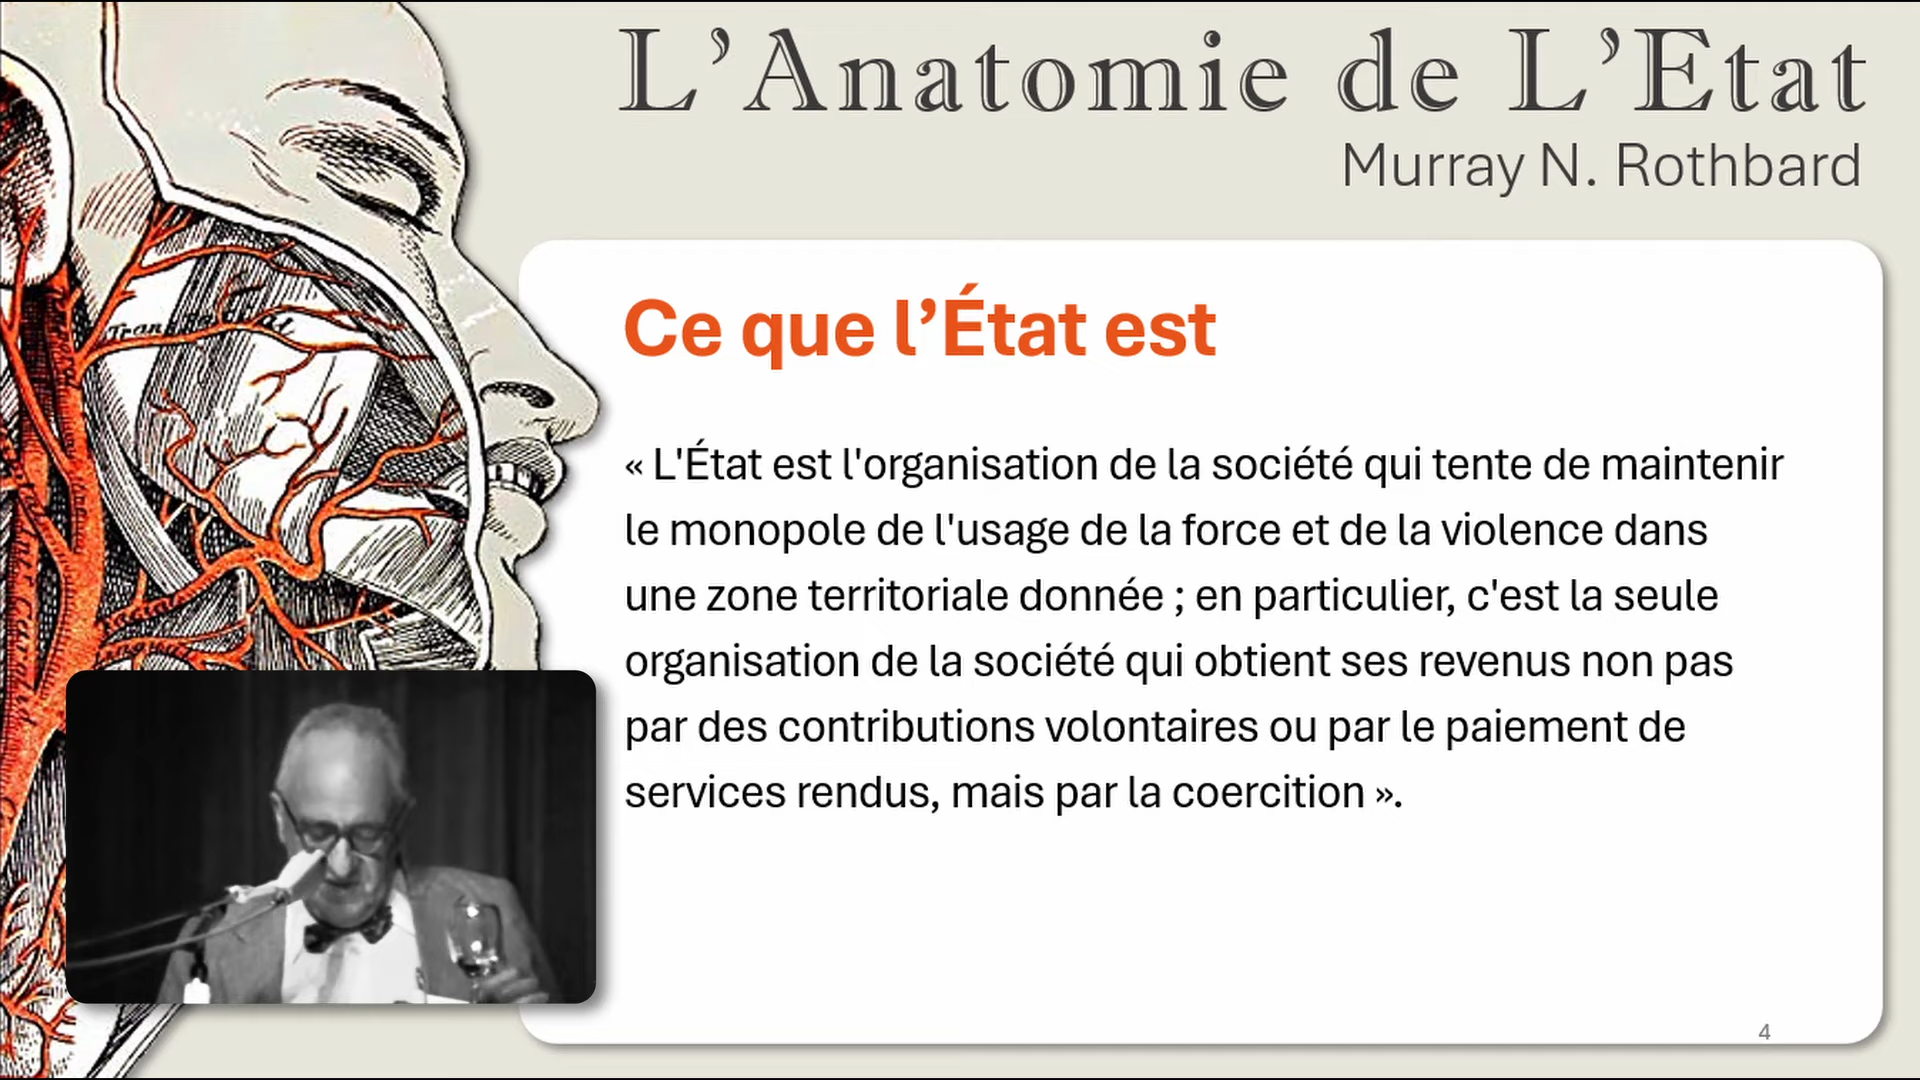 L’Anatomie de L’Etat
Murray N. Rothbard
Ce que l’État est
« L'État est l'organisation de la société qui tente de maintenir
le monopole de l'usage de la force et de la violence dans
une zone territoriale donnée ; en particulier, c'est la seule
organisation de la société qui obtient ses revenus non pas
par des contributions volontaires ou par le paiement de
services rendus, mais par la coercition ».
4